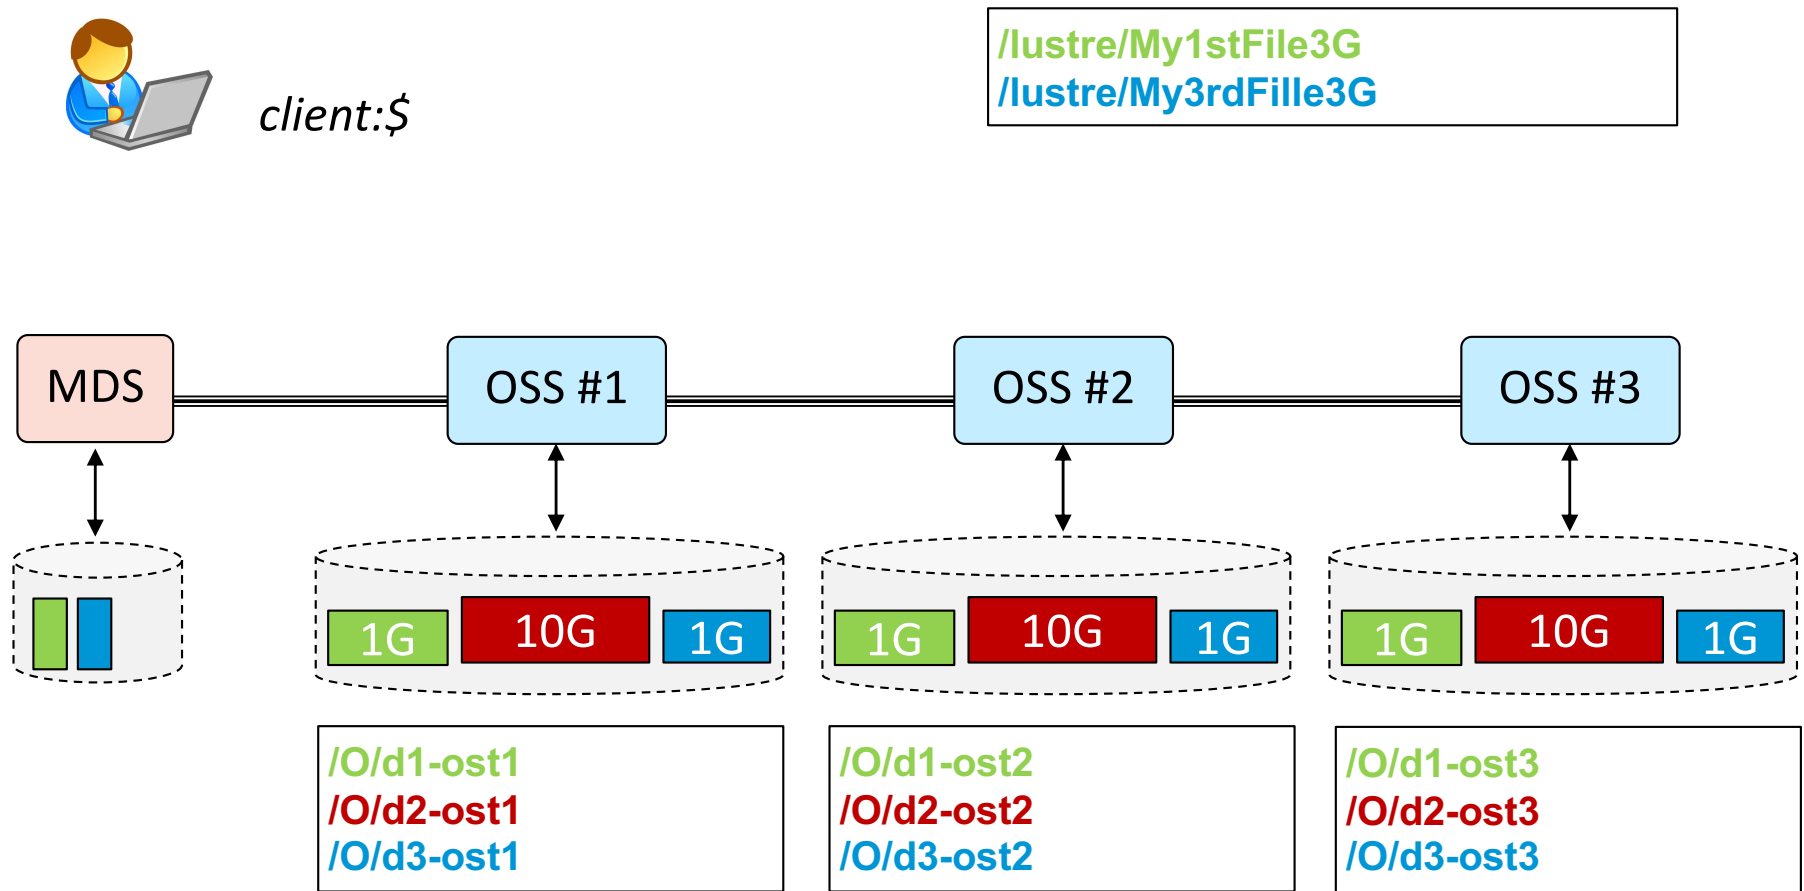 client:$
/lustre/My1stFile3G
/lustre/My3rdFille3G
MDS
OSS #1
OSS #2
OSS #3
1G
10G
1G
1G
10G
1G
1G
10G
1G
/O/d1-ost1
/O/d2-ost1
/O/d3-ost1
/O/d1-ost2
/O/d2-ost2
/O/d3-ost2
/O/d1-ost3
/O/d2-ost3
/O/d3-ost3